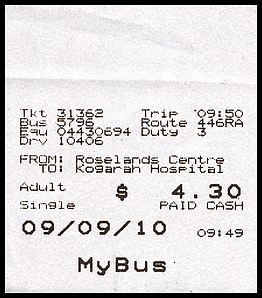 Tkt 31362 Trip 09:50
Bus 5796 Route 446RA
Equ 04430694 Duty 3
Drv 10406
FROM: Roselands Centre
TO: Kogarah Hospital
Adult $ 4.30
Single PAID CASH
09/09/10 09:49
MyBus